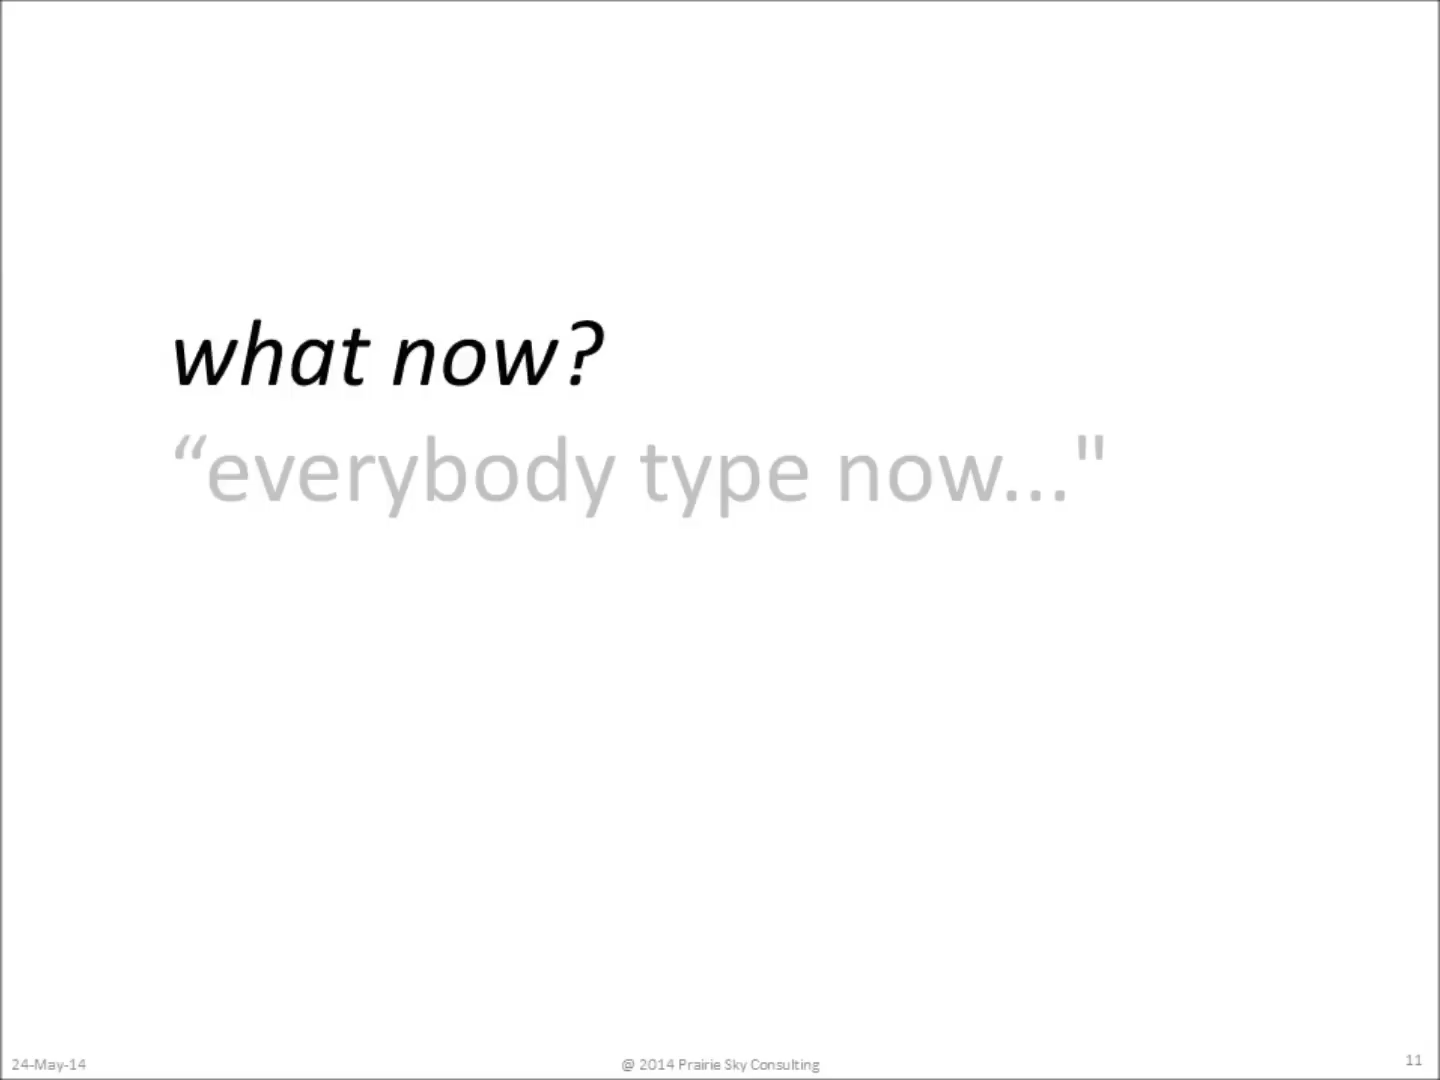 what now?
“everybody type now..."
24-May-14
@ 2014 Prairie Sky Consulting
11